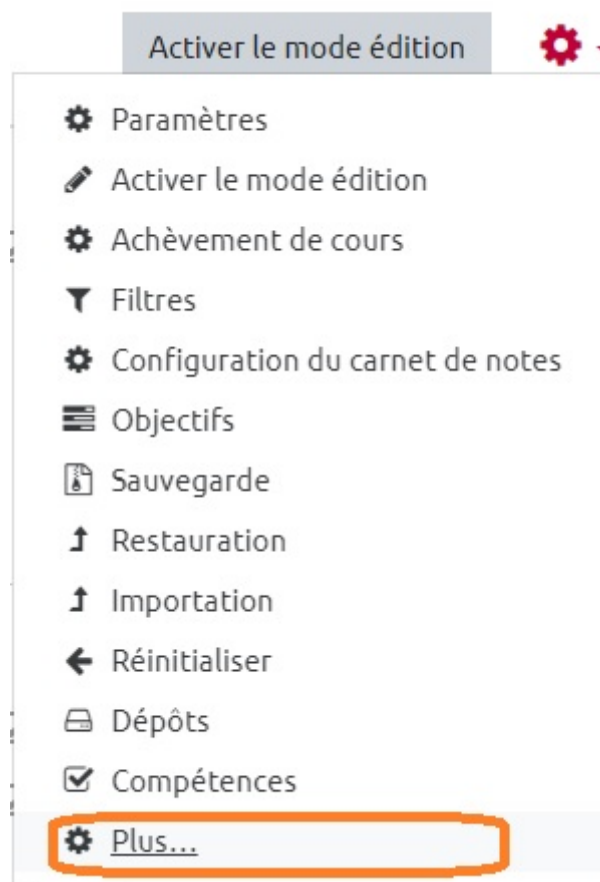 Activer le mode édition
Paramètres
Activer le mode édition
Achèvement de cours
Filtres
Configuration du carnet de notes
Objectifs
Sauvegarde
Restauration
Importation
Réinitialiser
Dépôts
Compétences
Plus...